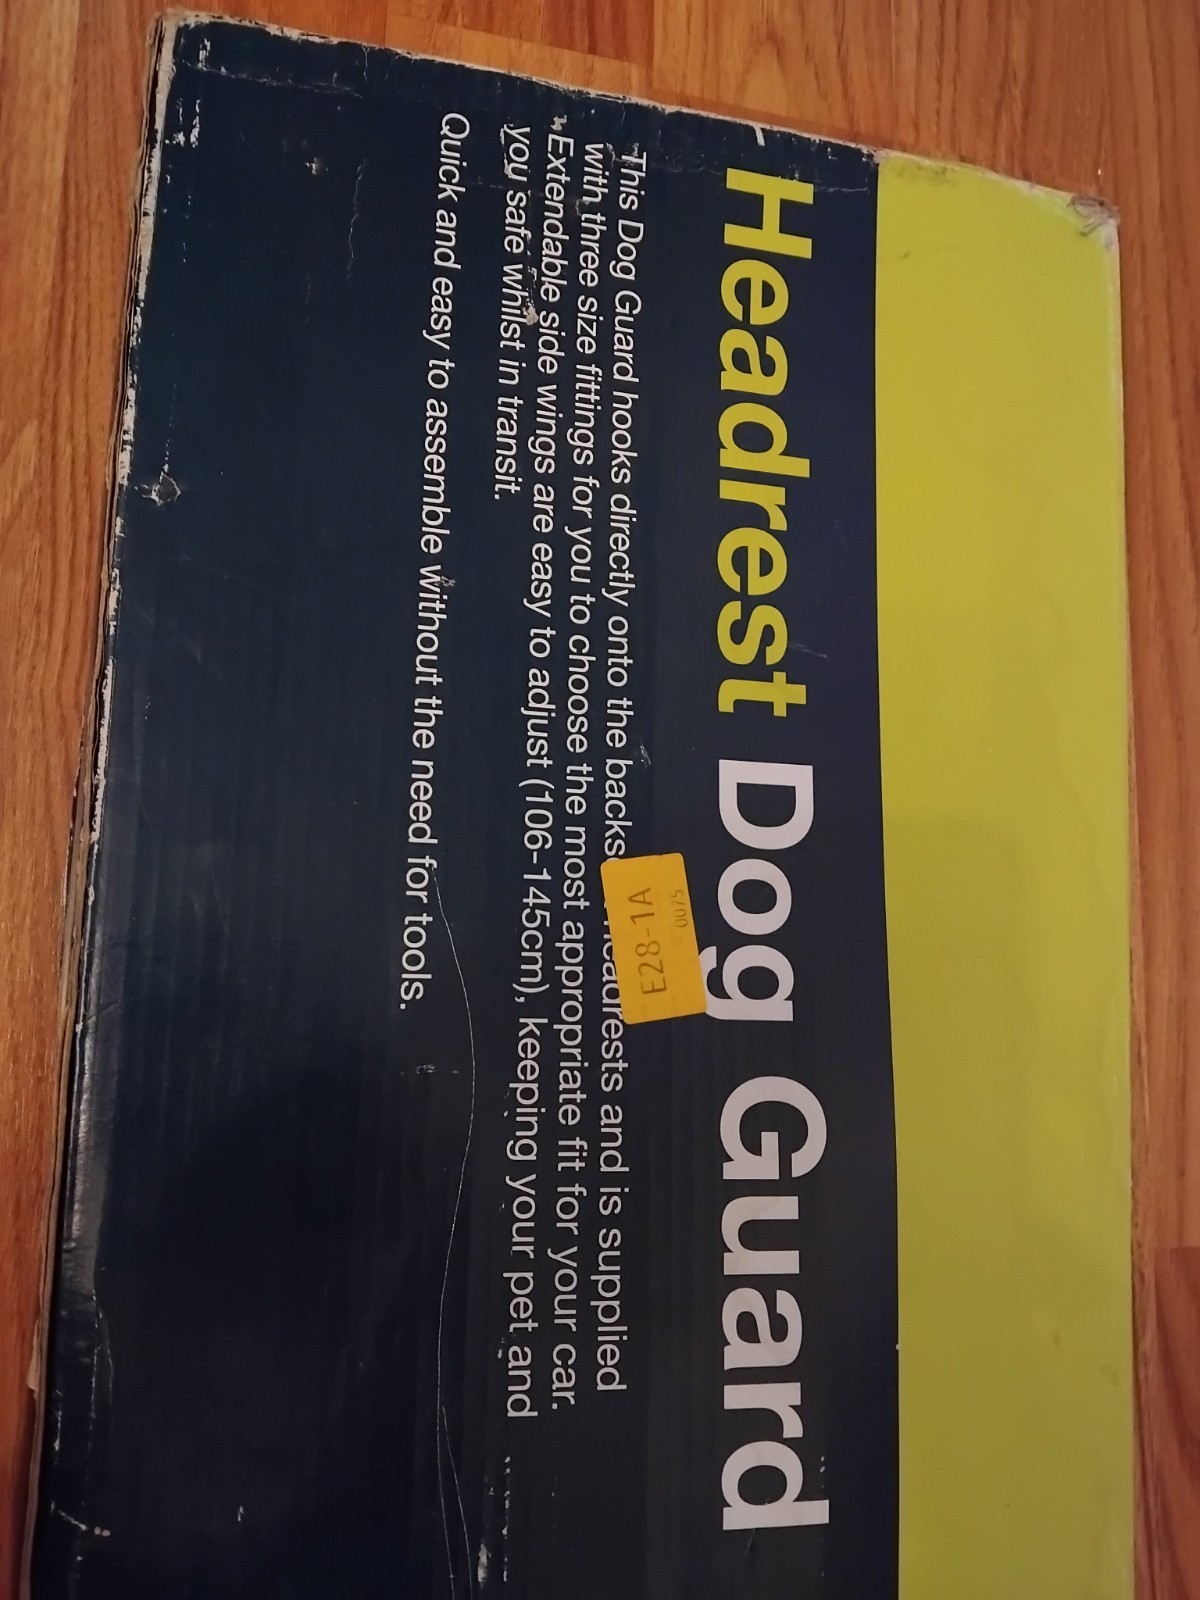 Headrest Dog Guard
This Dog Guard hooks directly onto the backs headrests and is supplied
with three size fittings for you to choose the most appropriate fit for your car.
Extendable side wings are easy to adjust (106-145cm), keeping your pet and
you safe whilst in transit.
Quick and easy to assemble without the need for tools.
0075
E28-1A